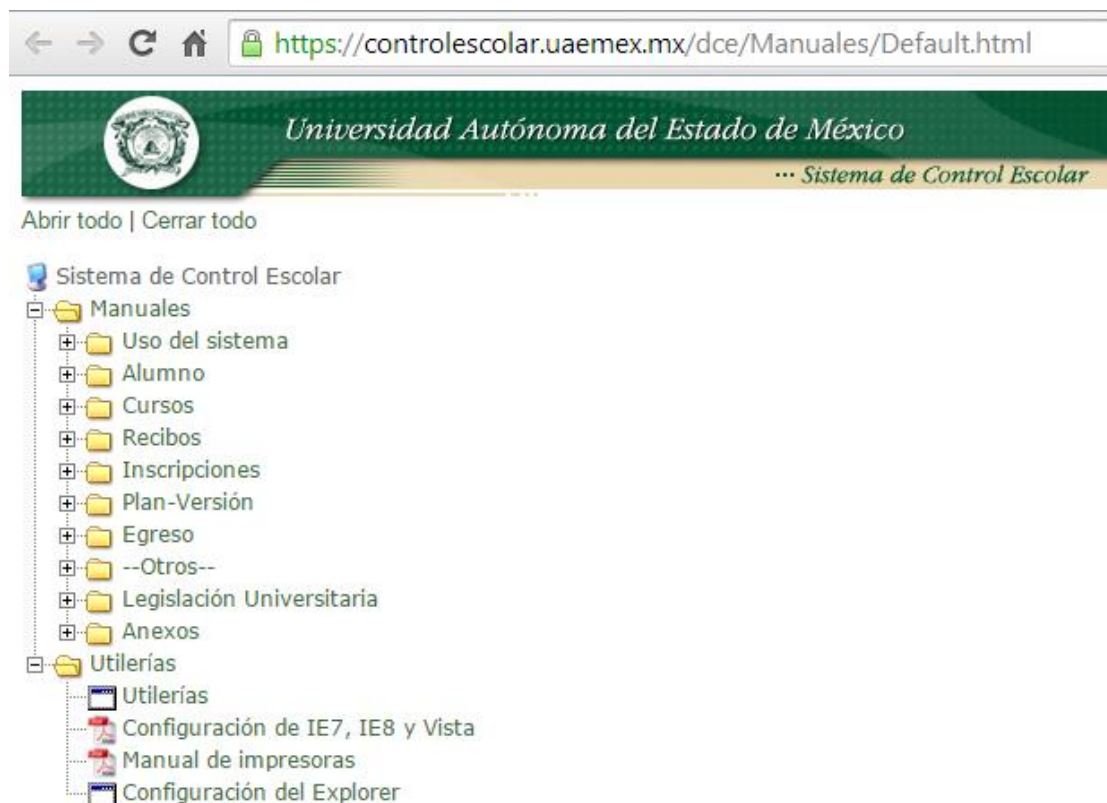 https://controlescolar.uaemex.mx/dce/Manuales/Default.html
Universidad Autónoma del Estado de México
... Sistema de Control Escolar
Abrir todo | Cerrar todo
Sistema de Control Escolar
Manuales
Uso del sistema
Alumno
Cursos
Recibos
Inscripciones
Plan-Versión
Egreso
--Otros--
Legislación Universitaria
Anexos
Utilerías
Utilerías
Configuración de IE7, IE8 y Vista
Manual de impresoras
Configuración del Explorer